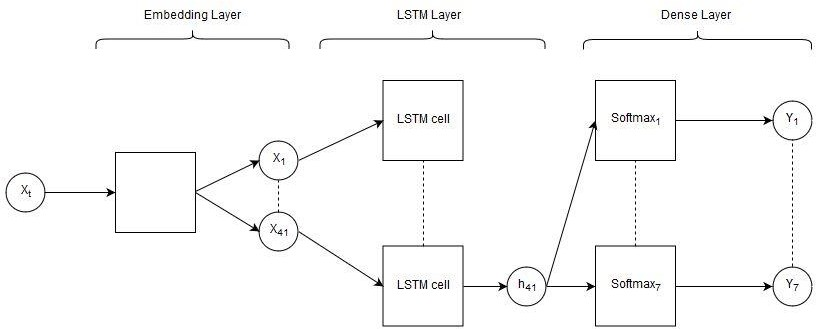 Embedding Layer
LSTM Layer
Dense Layer
LSTM cell
Softmax₁
Y₁
X₁
Xₜ
X₄₁
LSTM cell
h₄₁
Softmax₇
Y₇